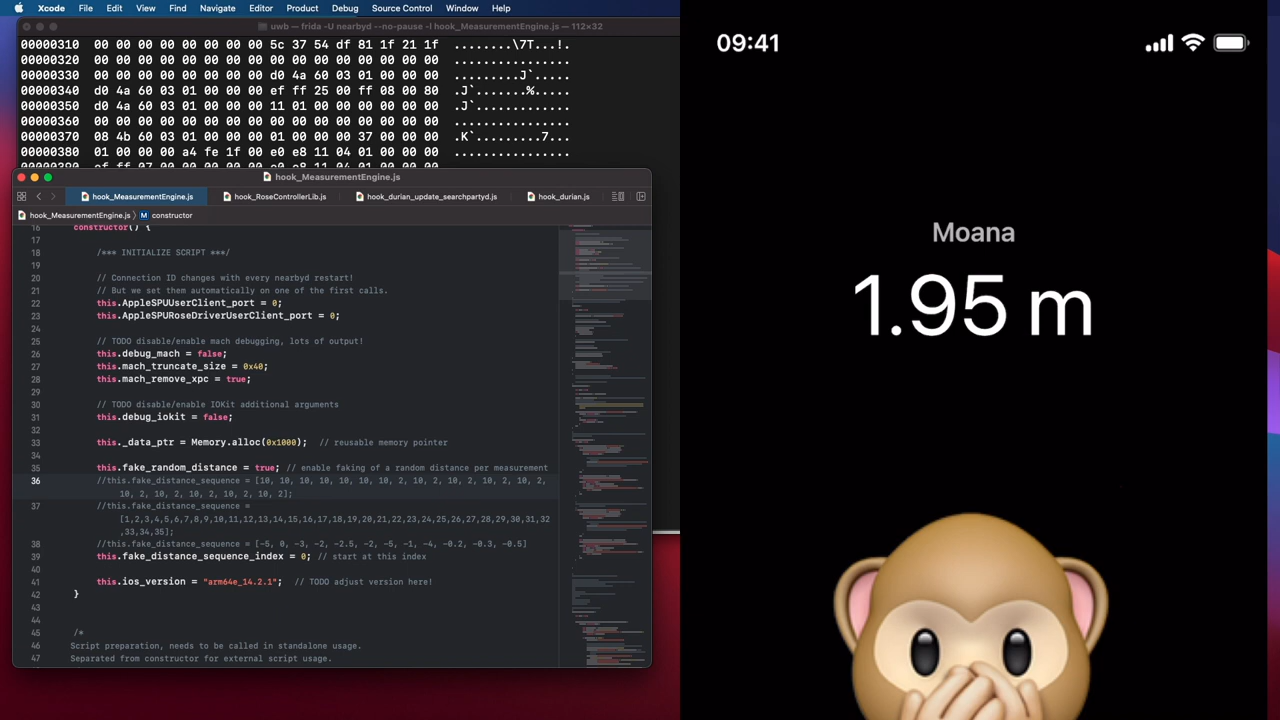 Xcode File Edit View Find Navigate Editor Product Debug Source Control Window Help
uwb — frida -U nearbyd --no-pause -l hook_MeasurementEngine.js — 112×32
00000310 00 00 00 00 00 00 00 00 5c 37 54 df 81 1f 21 1f ........\7T...!.
00000320 00 00 00 00 00 00 00 00 00 00 00 00 00 00 00 00 ................
00000330 00 00 00 00 00 00 00 00 d0 4a 60 03 01 00 00 00 .........J`.....
00000340 d0 4a 60 03 01 00 00 00 ef ff 25 00 ff 08 00 80 .J`.......%.....
00000350 d0 4a 60 03 01 00 00 00 11 01 00 00 00 00 00 00 .J`.............
00000360 00 00 00 00 00 00 00 00 00 00 00 00 00 00 00 00 ................
00000370 08 4b 60 03 01 00 00 00 01 00 00 00 37 00 00 00 .K`.........7...
00000380 01 00 00 00 a4 fe 1f 00 e0 e8 11 04 01 00 00 00 ................
hook_MeasurementEngine.js
hook_MeasurementEngine.js hook_RoseControllerLib.js hook_durian_update_searchpartyd.js hook_durian.js
hook_MeasurementEngine.js 〉 M constructor
16 constructor() {
17
18 /*** INITIALIZE SCRIPT ***/
19
20 // Connection ID changes with every nearbyd restart!
21 // But we set them automatically on one of the first calls.
22 this.AppleSPUUserClient_port = 0;
23 this.AppleSPURoseDriverUserClient_port = 0;
24
25 // TODO disable/enable mach debugging, lots of output!
26 this.debug_mach = false;
27 this.mach_truncate_size = 0x40;
28 this.mach_remove_xpc = true;
29
30 // TODO disable/enable IOKit additional arguments
31 this.debug_iokit = false;
32
33 this._data_ptr = Memory.alloc(0x1000); // reusable memory pointer
34
35 this.fake_random_distance = true; // enable faking of a random distance per measurement
36 //this.fake_distance_sequence = [10, 10, 10, 10, 10, 10, 10, 2, 10, 2, 10, 2, 10, 2, 10, 2,
10, 2, 10, 2, 10, 2, 10, 2, 10, 2];
37 //this.fake_distance_sequence =
[1,2,3,4,5,6,7,8,9,10,11,12,13,14,15,16,17,18,19,20,21,22,23,24,25,26,27,28,29,30,31,32
,33,34,35];
38 //this.fake_distance_sequence = [-5, 0, -3, -2, -2.5, -2, -5, -1, -4, -0.2, -0.3, -0.5]
39 this.fake_distance_sequence_index = 0; // start at this index
40
41 this.ios_version = "arm64e_14.2.1"; // TODO adjust version here!
42 }
43
44
45 /*
46 Script preparation, needs to be called in standalone usage.
47 Separated from constructor for external script usage.
09:41
Moana
1.95 m